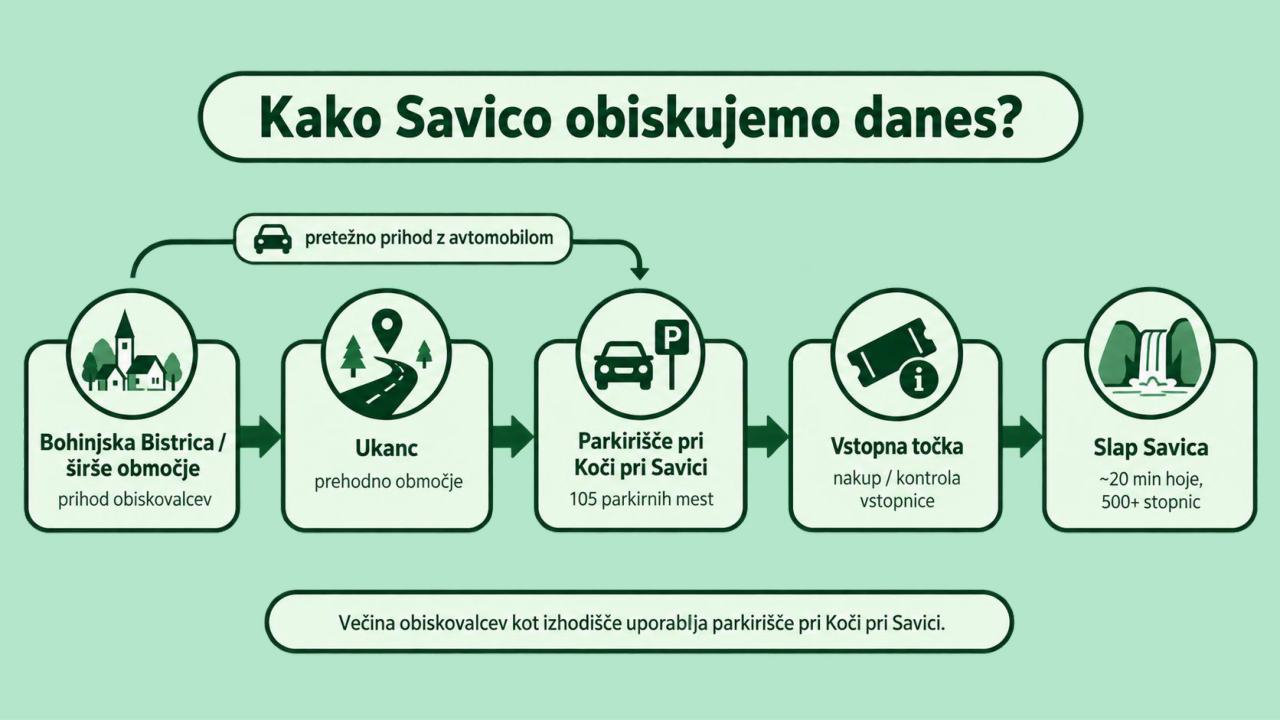 Kako Savico obiskujemo danes?
pretežno prihod z avtomobilom
P
i
Bohinjska Bistrica /
širše območje
prihod obiskovalcev
Ukanc
prehodno območje
Parkirišče pri
Koči pri Savici
105 parkirnih mest
Vstopna točka
nakup / kontrola
vstopnice
Slap Savica
~20 min hoje,
500+ stopnic
Večina obiskovalcev kot izhodišče uporablja parkirišče pri Koči pri Savici.